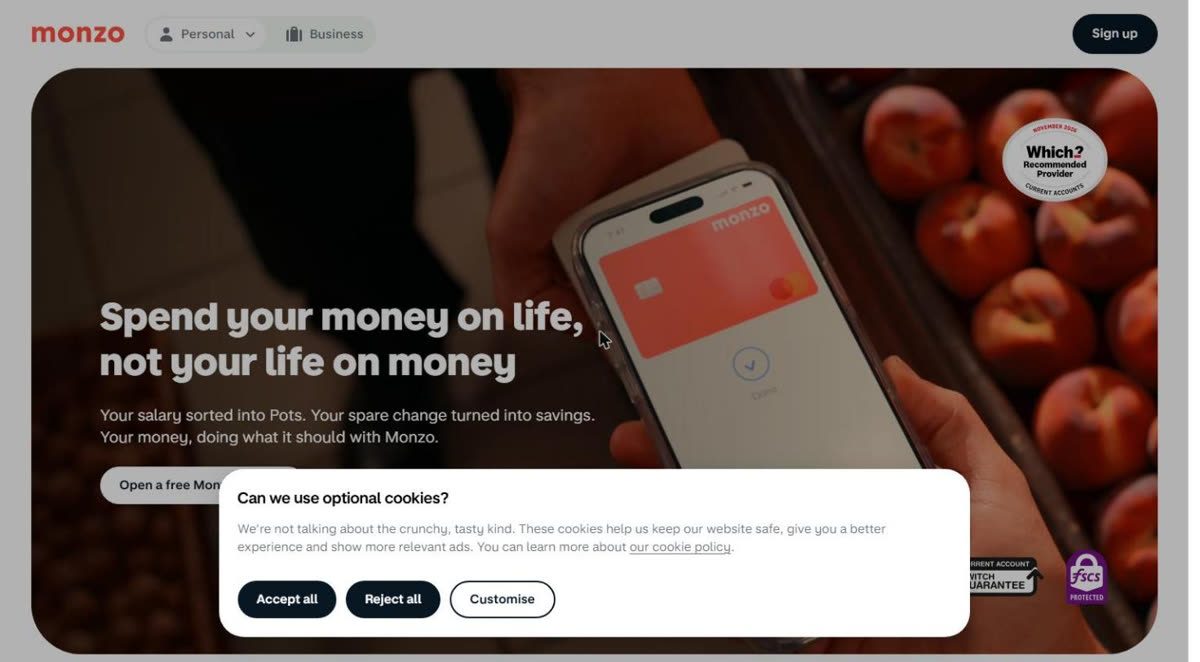 monzo
Personal
Business
Sign up
NOVEMBER 2025
Which?
Recommended
Provider
CURRENT ACCOUNTS
monzo
Spend your money on life,
not your life on money
Your salary sorted into Pots. Your spare change turned into savings.
Your money, doing what it should with Monzo.
Open a free Mon
Can we use optional cookies?
We're not talking about the crunchy, tasty kind. These cookies help us keep our website safe, give you a better
experience and show more relevant ads. You can learn more about our cookie policy.
Accept all
Reject all
Customise
RRENT ACCOUNT
WITCH
UARANTEE
fscs
PROTECTED